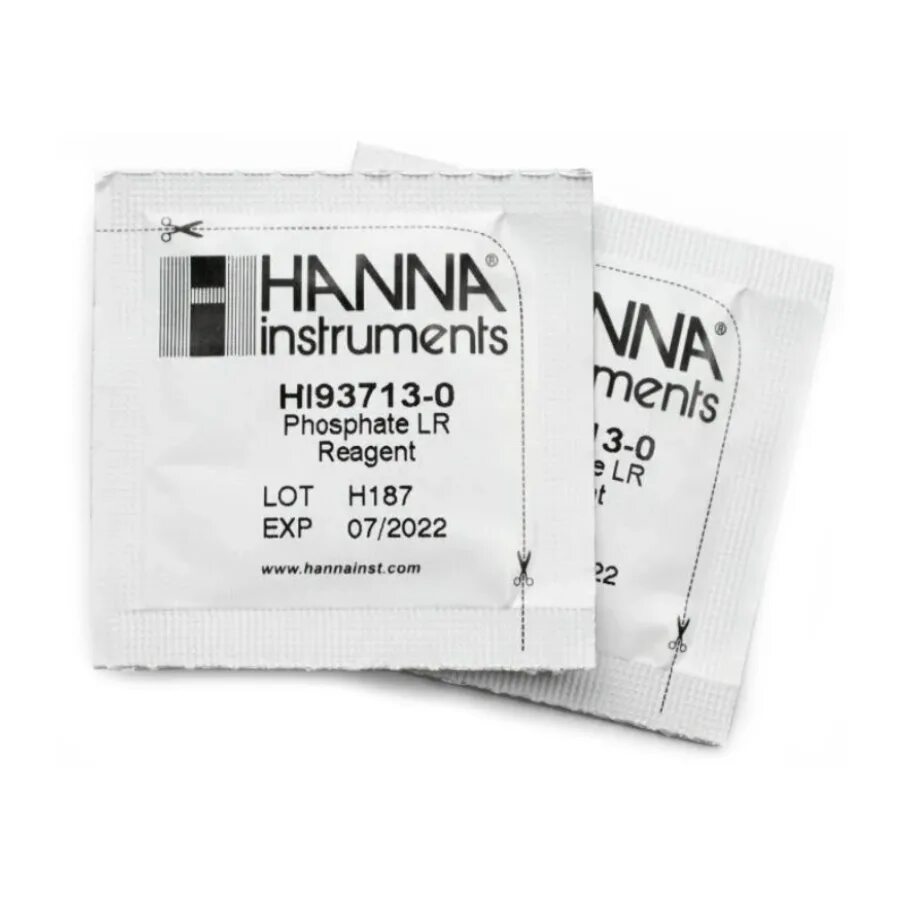 HANNA®
instruments
HI93713-0
Phosphate LR
Reagent
LOT H187
EXP 07/2022
www.hannainst.com
NNA®
ments
13-0
e LR
t
22